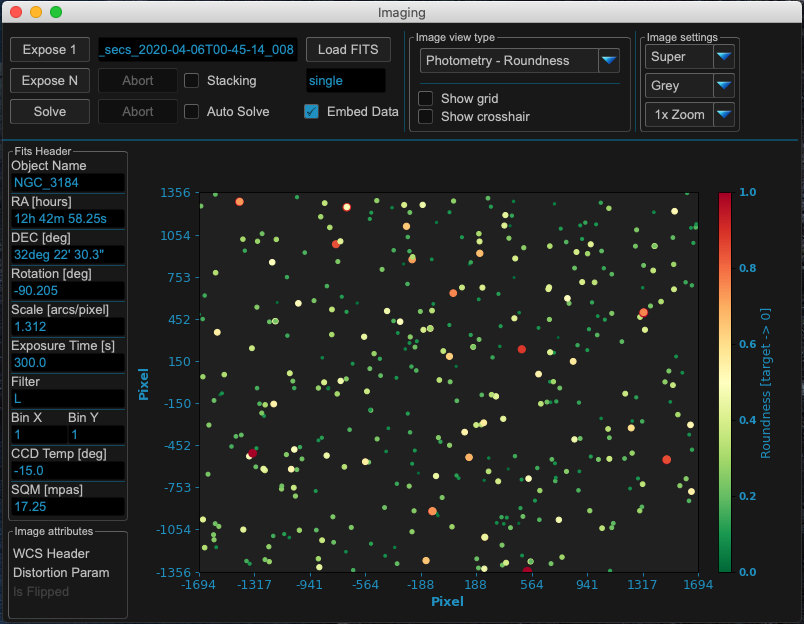 Imaging
Expose 1
_secs_2020-04-06T00-45-14_008
Load FITS
Expose N
Abort
Stacking
single
Solve
Abort
Auto Solve
Embed Data
Image view type
Photometry - Roundness
Show grid
Show crosshair
Image settings
Super
Grey
1x Zoom
Fits Header
Object Name
NGC_3184
RA [hours]
12h 42m 58.25s
DEC [deg]
32deg 22' 30.3"
Rotation [deg]
-90.205
Scale [arcs/pixel]
1.312
Exposure Time [s]
300.0
Filter
L
Bin X Bin Y
1 1
CCD Temp [deg]
-15.0
SQM [mpas]
17.25
Image attributes
WCS Header
Distortion Param
Is Flipped
Pixel
1356
1054
753
452
150
-150
-452
-753
-1054
-1356
-1694 -1317 -941 -564 -188 188 564 941 1317 1694
Pixel
1.0
0.8
0.6
0.4
0.2
0.0
Roundness [target -> 0]